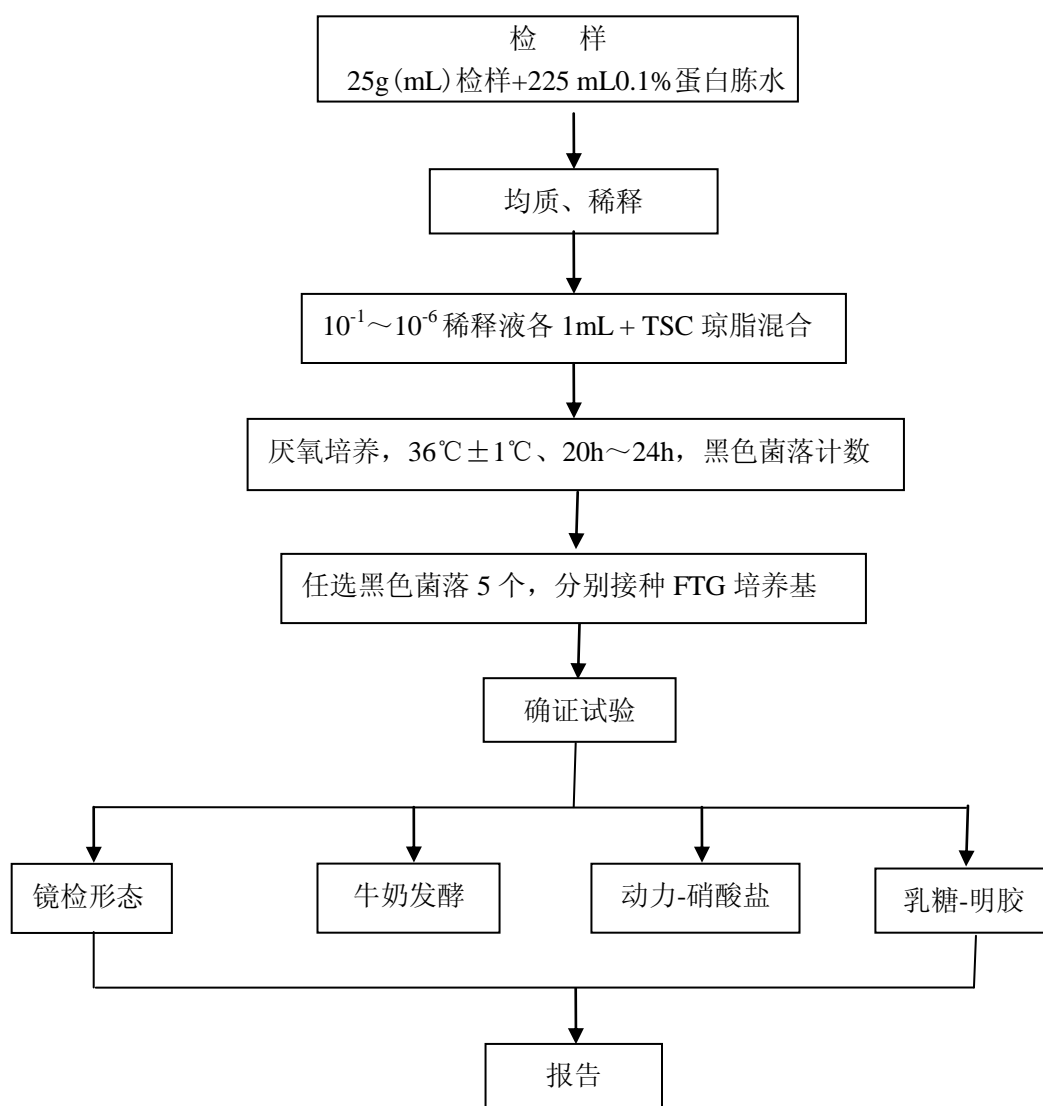 检 样
25g(mL)检样+225 mL0.1%蛋白胨水
均质、稀释
10⁻¹～10⁻⁶稀释液各 1mL + TSC 琼脂混合
厌氧培养，36℃±1℃、20h～24h，黑色菌落计数
任选黑色菌落 5 个，分别接种 FTG 培养基
确证试验
镜检形态
牛奶发酵
动力-硝酸盐
乳糖-明胶
报告